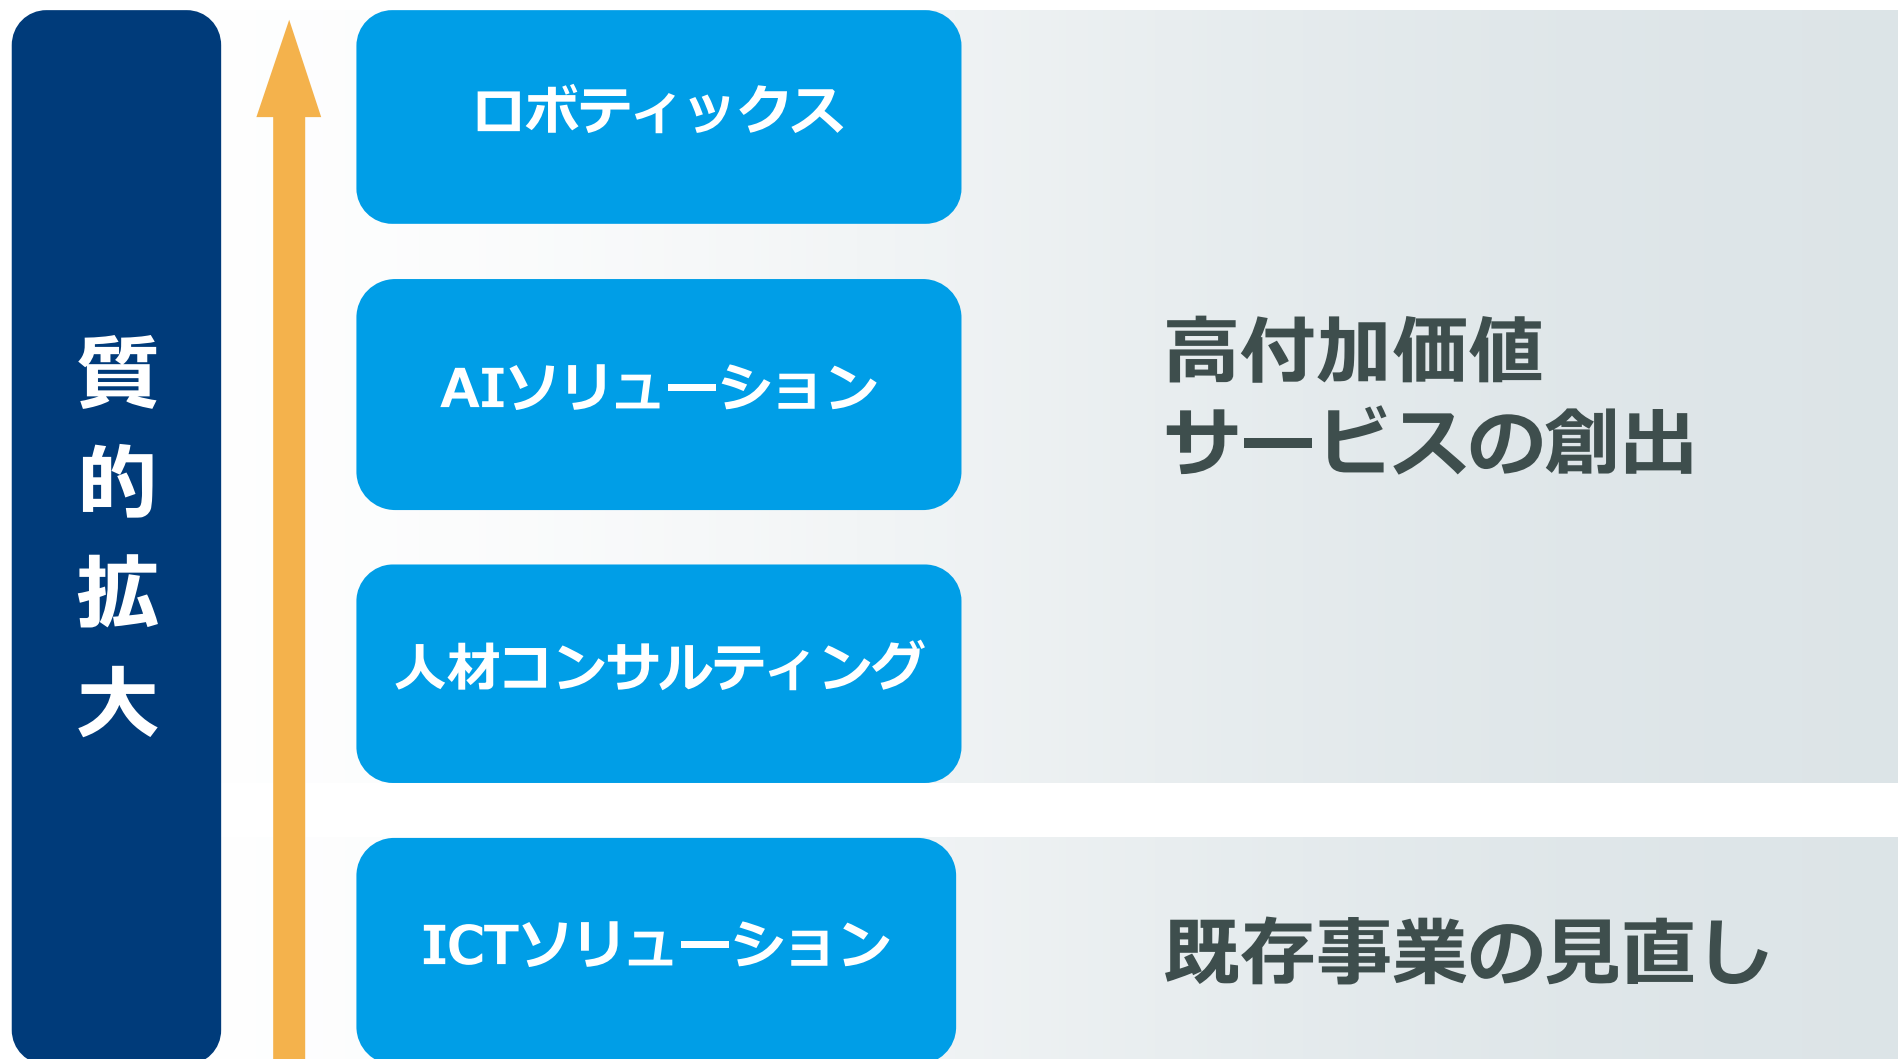 質的拡大
ロボティックス
AIソリューション
高付加価値
サービスの創出
人材コンサルティング
ICTソリューション
既存事業の見直し